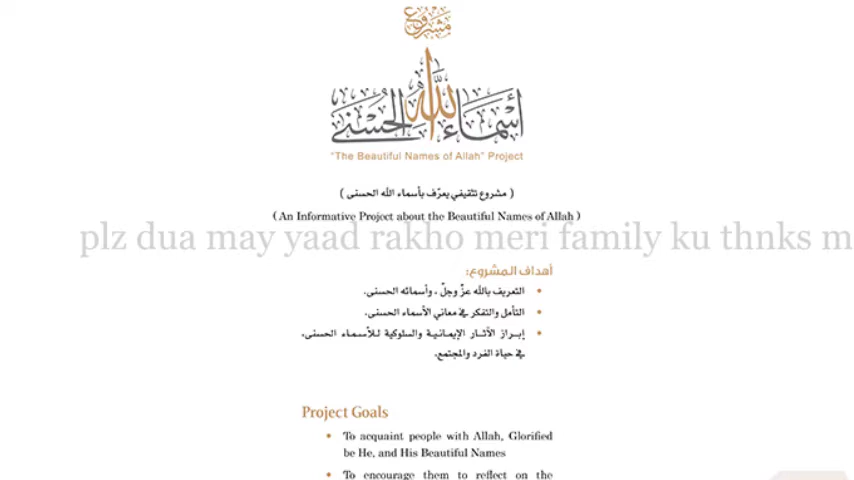 مشروع
أسماء الله الحسنى
"The Beautiful Names of Allah" Project
( مشروع تثقيفي يعرّف بأسماء الله الحسنى )
( An Informative Project about the Beautiful Names of Allah )
plz dua may yaad rakho meri family ku thnks m
أهداف المشروع:
• التعريف بالله عزّ وجلّ ، وأسمائه الحسنى.
• التأمل والتفكر في معاني الأسماء الحسنى.
• إبراز الآثار الإيمانية والسلوكية للأسماء الحسنى،
في حياة الفرد والمجتمع.
Project Goals
• To acquaint people with Allah, Glorified
be He, and His Beautiful Names
• To encourage them to reflect on the